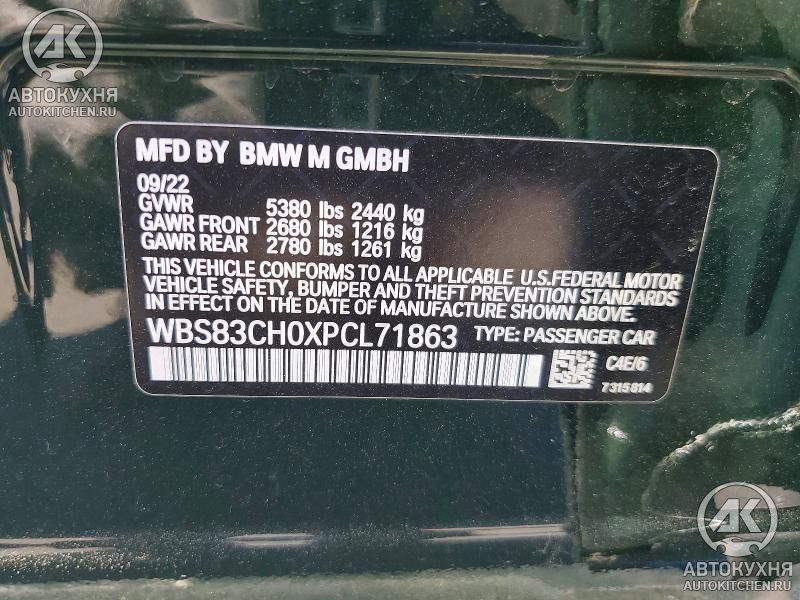 АК
АВТОКУХНЯ
AUTOKITCHEN.RU
MFD BY BMW M GMBH
09/22
GVWR 5380 lbs 2440 kg
GAWR FRONT 2680 lbs 1216 kg
GAWR REAR 2780 lbs 1261 kg
THIS VEHICLE CONFORMS TO ALL APPLICABLE U.S.FEDERAL MOTOR
VEHICLE SAFETY, BUMPER AND THEFT PREVENTION STANDARDS
IN EFFECT ON THE DATE OF MANUFACTURE SHOWN ABOVE.
WBS83CH0XPCL71863 TYPE: PASSENGER CAR
C4E/6
7315814
АК
АВТОКУХНЯ
AUTOKITCHEN.RU